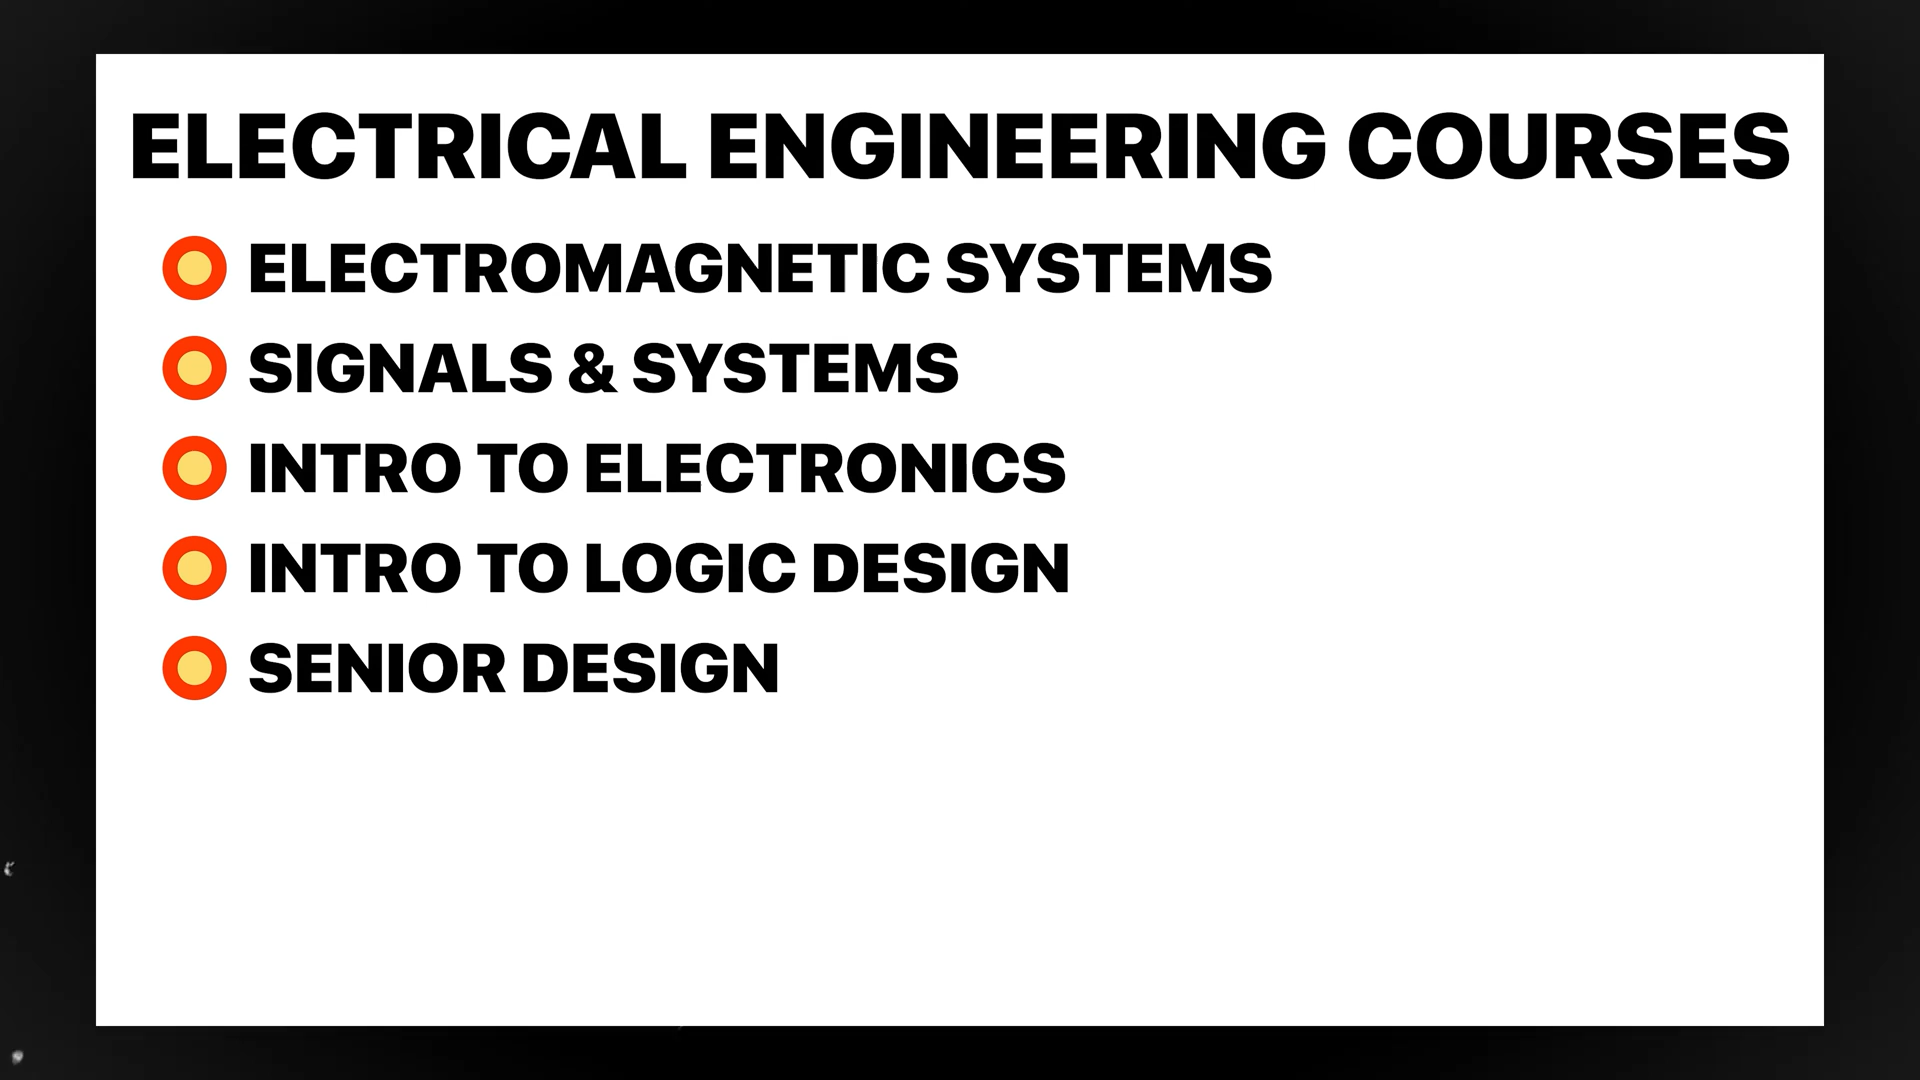 ELECTRICAL ENGINEERING COURSES
ELECTROMAGNETIC SYSTEMS
SIGNALS & SYSTEMS
INTRO TO ELECTRONICS
INTRO TO LOGIC DESIGN
SENIOR DESIGN